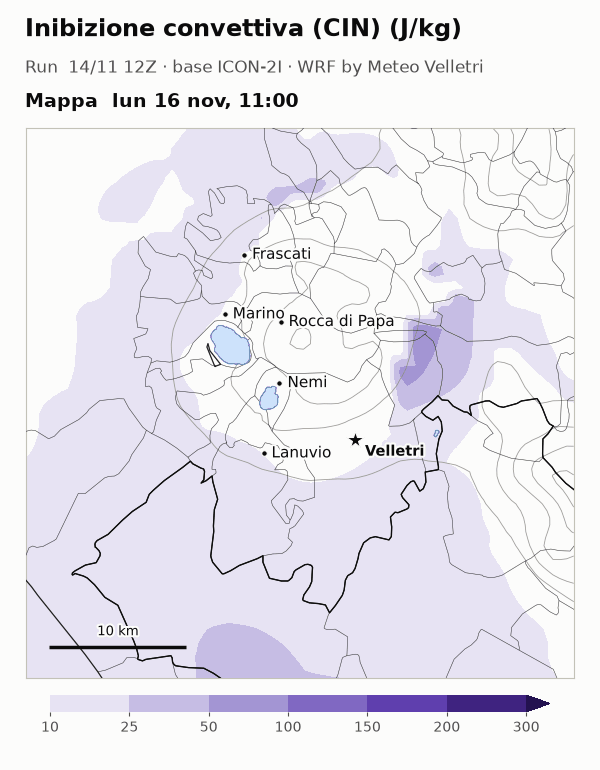 Inibizione convettiva (CIN) (J/kg)
Run 14/11 12Z · base ICON-2I · WRF by Meteo Velletri
Mappa lun 16 nov, 11:00
Frascati
Marino
Rocca di Papa
Nemi
Lanuvio
Velletri
10 km
10 25 50 100 150 200 300